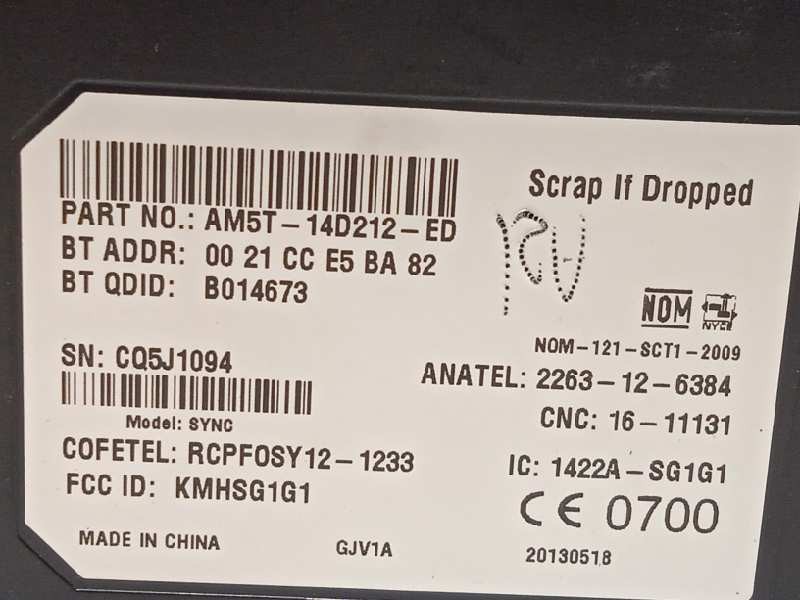 Scrap If Dropped
PART NO.: AM5T-14D212-ED
BT ADDR: 00 21 CC E5 BA 82
BT QDID: B014673
NOM
NYCE
NOM-121-SCT1-2009
SN: CQ5J1094
ANATEL: 2263-12-6384
Model: SYNC
CNC: 16-11131
COFETEL: RCPFOSY12-1233
IC: 1422A-SG1G1
FCC ID: KMHSG1G1
CE 0700
MADE IN CHINA
GJV1A
20130518